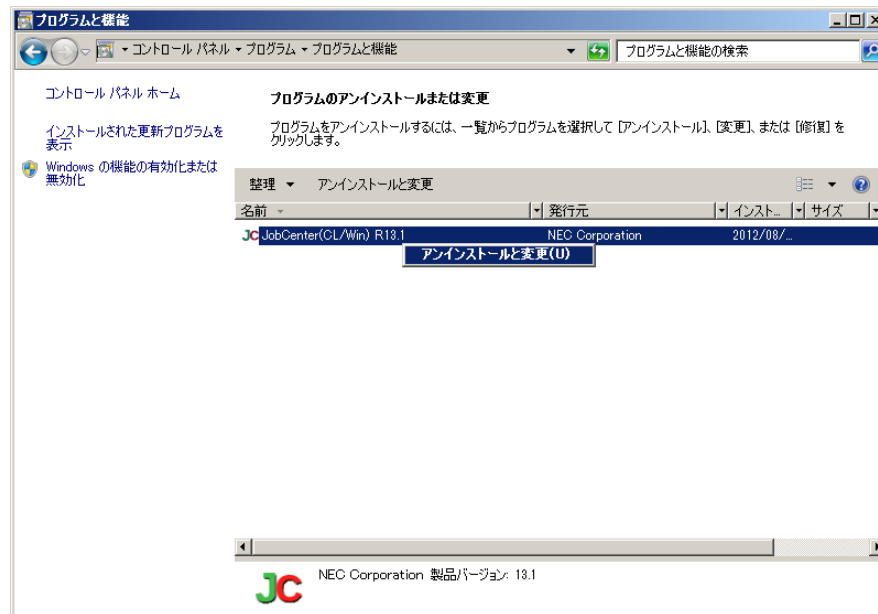 プログラムと機能
コントロール パネル ▾ プログラム ▾ プログラムと機能
プログラムと機能の検索
コントロール パネル ホーム
インストールされた更新プログラムを
表示
Windows の機能の有効化または
無効化
プログラムのアンインストールまたは変更
プログラムをアンインストールするには、一覧からプログラムを選択して [アンインストール]、[変更]、または [修復] を
クリックします。
整理 ▾ アンインストールと変更
名前 発行元 インスト... サイズ
JC JobCenter(CL/Win) R13.1 NEC Corporation 2012/08/...
アンインストールと変更(U)
JC NEC Corporation 製品バージョン: 13.1